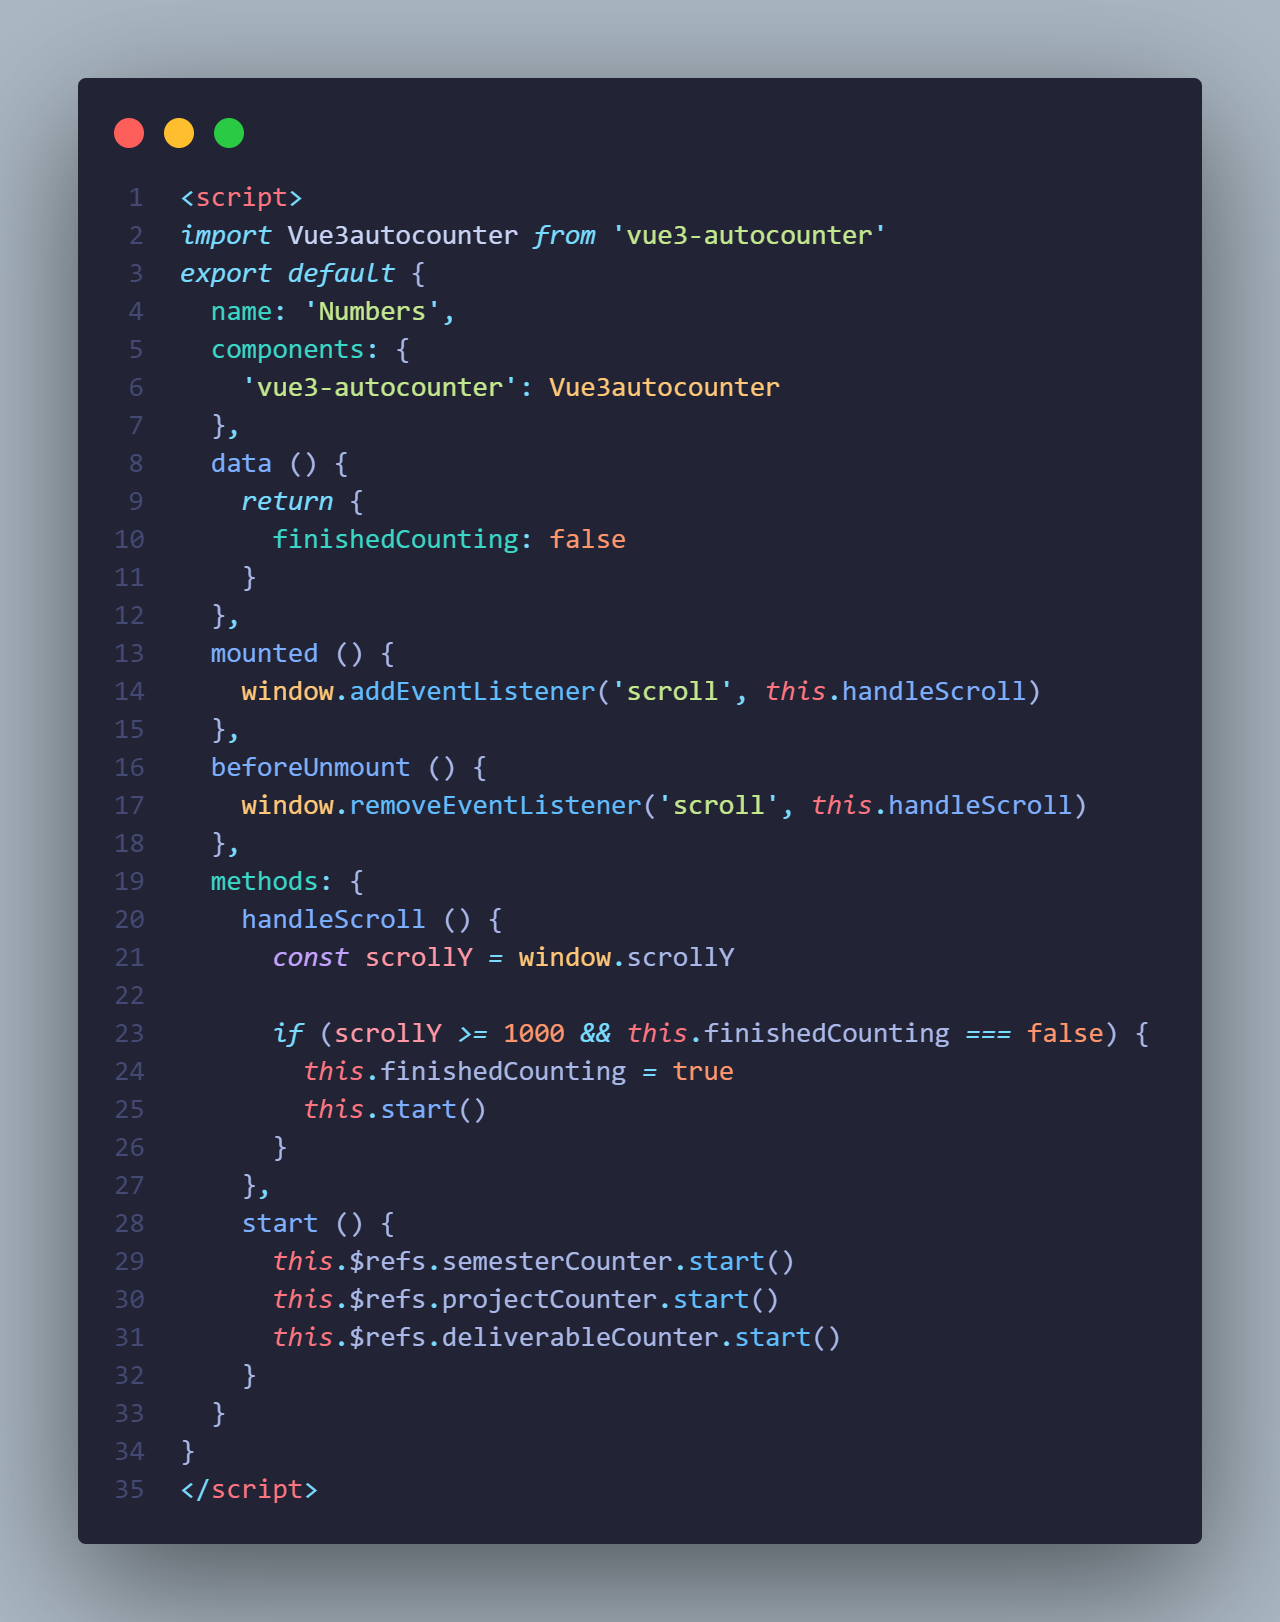 1 <script>
2 import Vue3autocounter from 'vue3-autocounter'
3 export default {
4   name: 'Numbers',
5   components: {
6     'vue3-autocounter': Vue3autocounter
7   },
8   data () {
9     return {
10       finishedCounting: false
11     }
12   },
13   mounted () {
14     window.addEventListener('scroll', this.handleScroll)
15   },
16   beforeUnmount () {
17     window.removeEventListener('scroll', this.handleScroll)
18   },
19   methods: {
20     handleScroll () {
21       const scrollY = window.scrollY
22
23       if (scrollY >= 1000 && this.finishedCounting === false) {
24         this.finishedCounting = true
25         this.start()
26       }
27     },
28     start () {
29       this.$refs.semesterCounter.start()
30       this.$refs.projectCounter.start()
31       this.$refs.deliverableCounter.start()
32     }
33   }
34 }
35 </script>